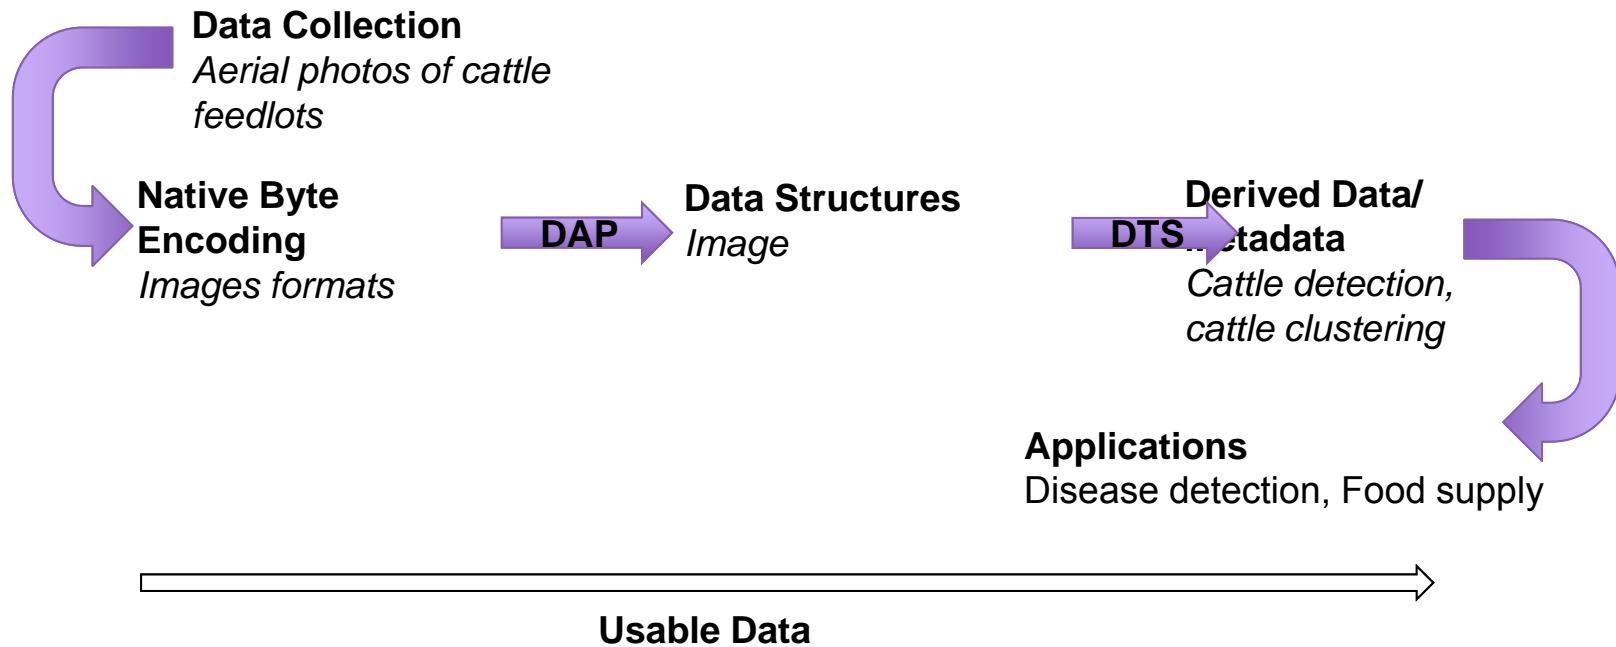 Data Collection
Aerial photos of cattle
feedlots
Native Byte
Encoding
Images formats
DAP
Data Structures
Image
DTS
Derived Data/
Metadata
Cattle detection,
cattle clustering
Applications
Disease detection, Food supply
Usable Data